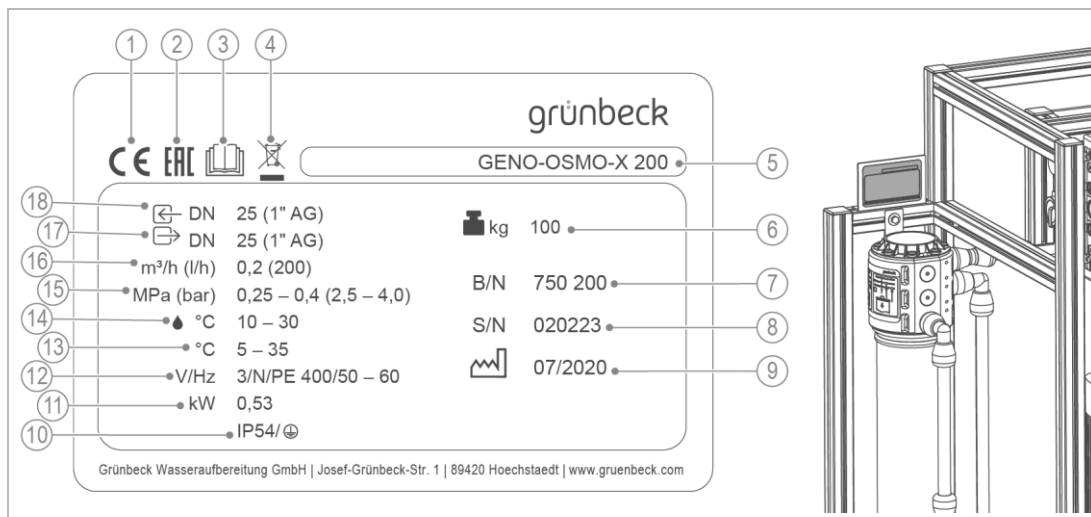 1 2 3 4
grünbeck
CE EAC
GENO-OSMO-X 200 5
18 DN 25 (1" AG)
17 DN 25 (1" AG)
16 m³/h (l/h) 0,2 (200)
15 MPa (bar) 0,25 – 0,4 (2,5 – 4,0)
14 °C 10 – 30
13 °C 5 – 35
12 V/Hz 3/N/PE 400/50 – 60
11 kW 0,53
10 IP54/
kg 100 6
B/N 750 200 7
S/N 020223 8
07/2020 9
Grünbeck Wasseraufbereitung GmbH | Josef-Grünbeck-Str. 1 | 89420 Hoechstaedt | www.gruenbeck.com